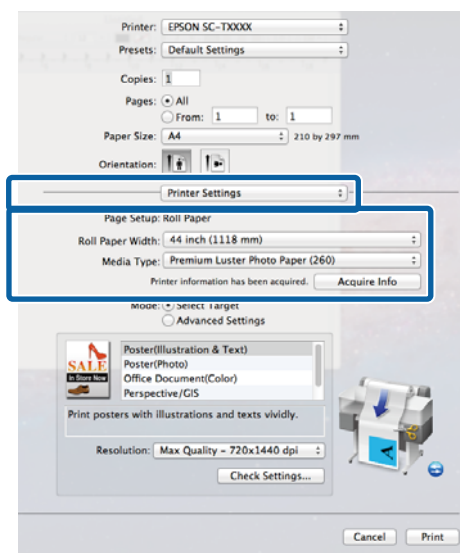 Printer: EPSON SC-TXXXX
Presets: Default Settings
Copies: 1
Pages: All
From: 1 to: 1
Paper Size: A4 210 by 297 mm
Orientation:
Printer Settings
Page Setup: Roll Paper
Roll Paper Width: 44 inch (1118 mm)
Media Type: Premium Luster Photo Paper (260)
Printer information has been acquired. Acquire Info
Mode: Select Target
Advanced Settings
SALE
In Store Now
Poster(Illustration & Text)
Poster(Photo)
Office Document(Color)
Perspective/GIS
Print posters with illustrations and texts vividly.
A
Resolution: Max Quality - 720x1440 dpi
Check Settings...
Cancel Print